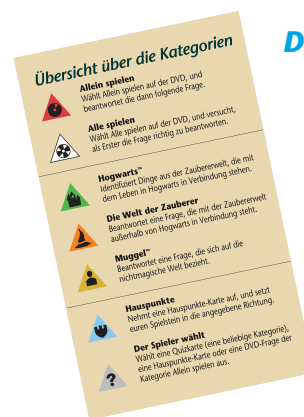 D
Übersicht über die Kategorien
Allein spielen
Wählt Allein spielen auf der DVD, und
beantwortet die dann folgende Frage.
Alle spielen
Wählt Alle spielen auf der DVD, und versucht,
als Erster die Frage richtig zu beantworten.
Hogwarts™
Identifiziert Dinge aus der Zaubererwelt, die mit
dem Leben in Hogwarts in Verbindung stehen.
Die Welt der Zauberer
Beantwortet eine Frage, die mit der Zaubererwelt
außerhalb von Hogwarts in Verbindung steht.
Muggel™
Beantwortet eine Frage, die sich auf die
nichtmagische Welt bezieht.
Hauspunkte
Nehmt eine Hauspunkte-Karte auf, und setzt
euren Spielstein in die angegebene Richtung.
Der Spieler wählt
Wählt eine Quizkarte (eine beliebige Kategorie),
eine Hauspunkte-Karte oder eine DVD-Frage der
Kategorie Allein spielen aus.
?